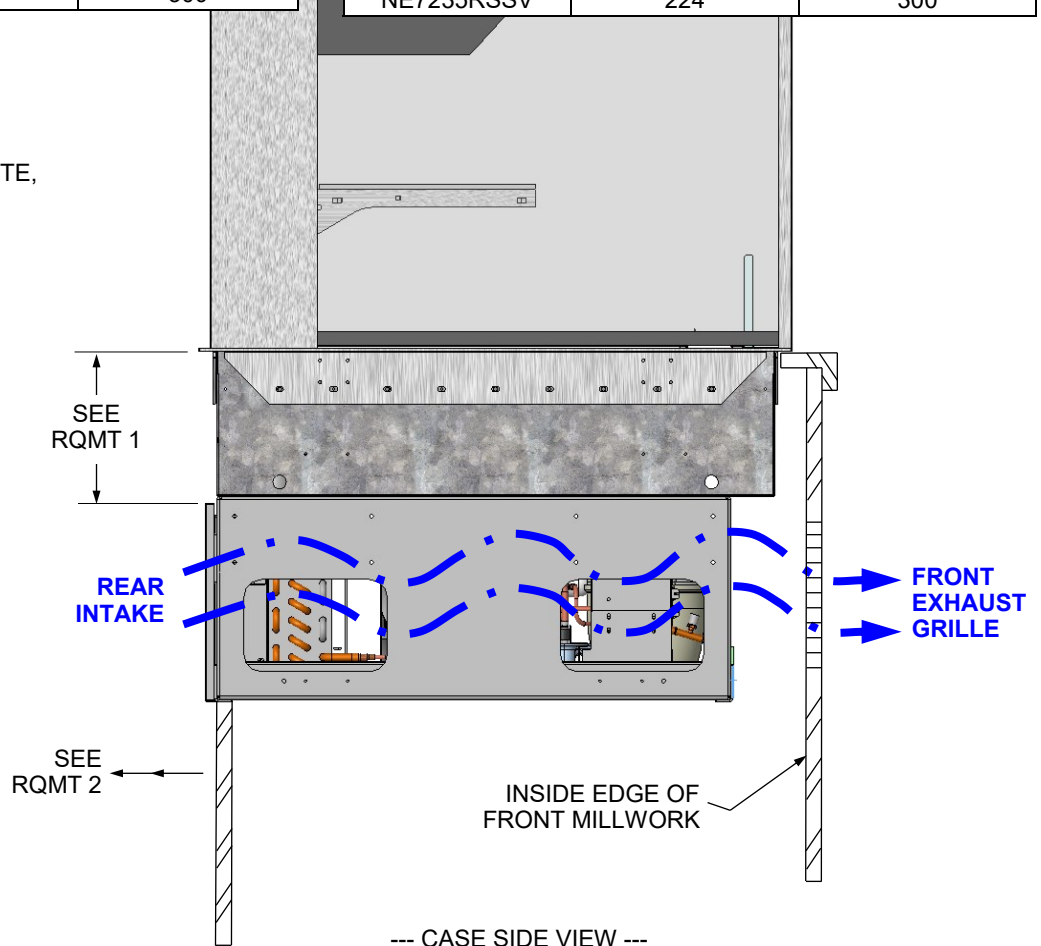 NE7235RSSV 224 300
TE,
SEE
RQMT 1
REAR
INTAKE
FRONT
EXHAUST
GRILLE
SEE
RQMT 2
INSIDE EDGE OF
FRONT MILLWORK
--- CASE SIDE VIEW ---